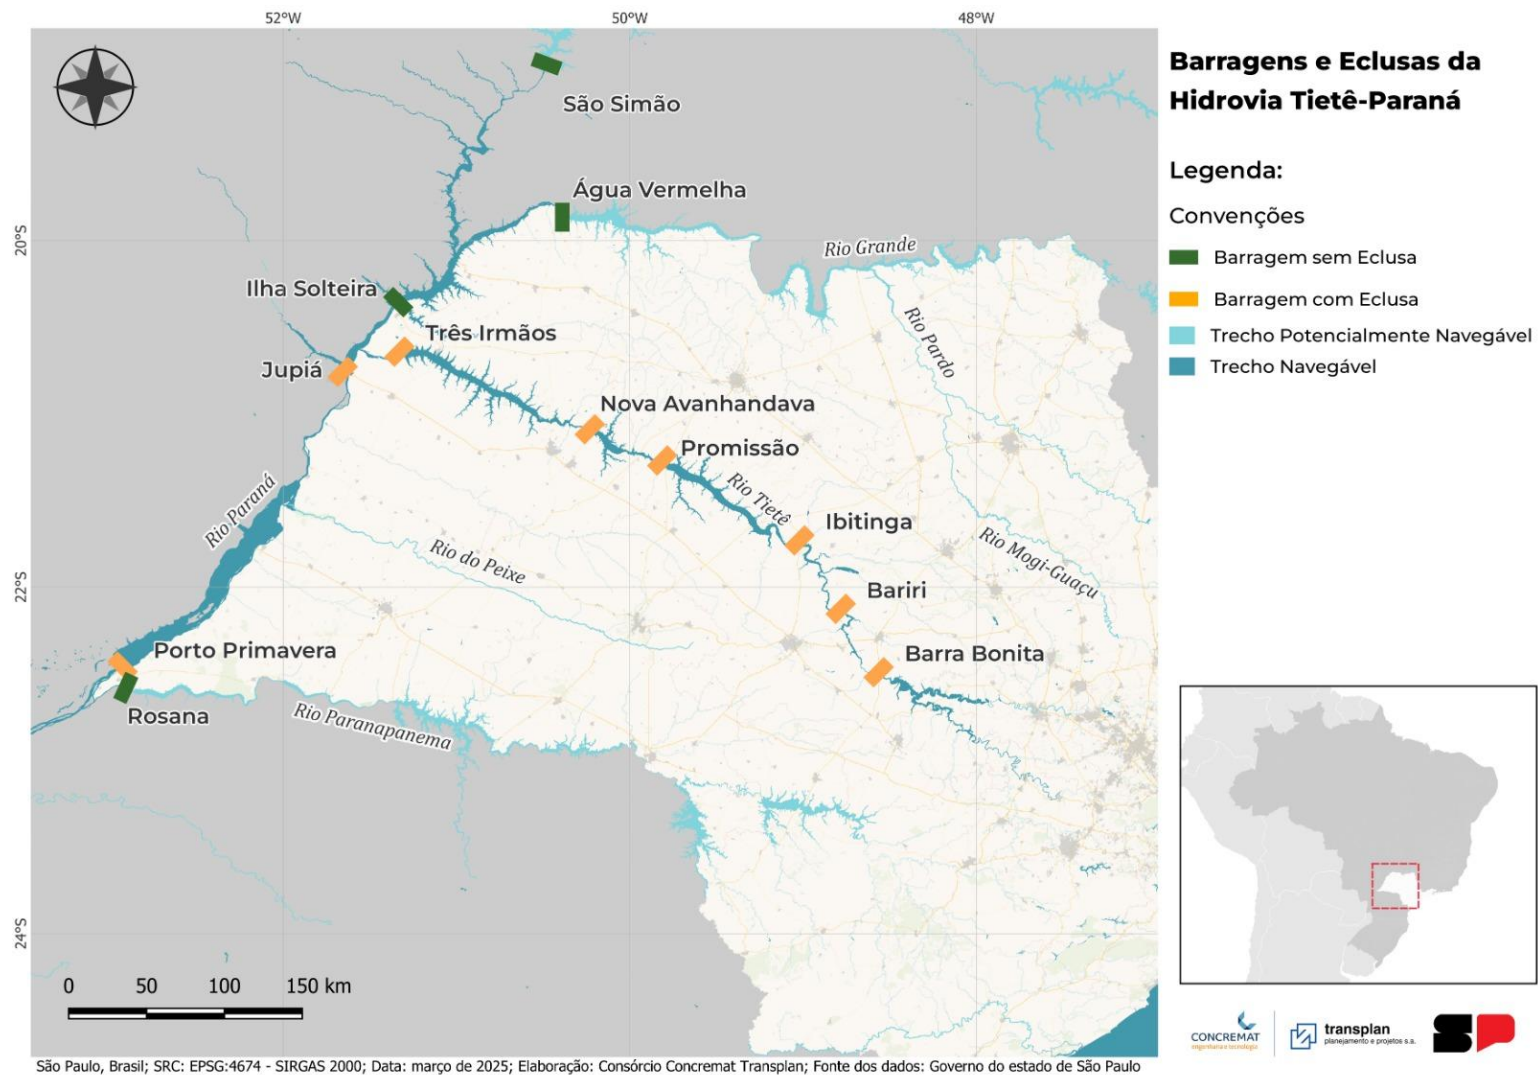 52°W
50°W
48°W
Barragens e Eclusas da
Hidrovia Tietê-Paraná
Legenda:
Convenções
Barragem sem Eclusa
Barragem com Eclusa
Trecho Potencialmente Navegável
Trecho Navegável
São Simão
Água Vermelha
20°S
Rio Grande
Ilha Solteira
Três Irmãos
Rio Pardo
Jupiá
Nova Avanhandava
Promissão
Rio Tietê
Rio Paraná
Ibitinga
Rio do Peixe
Rio Mogi-Guaçu
22°S
Bariri
Porto Primavera
Barra Bonita
Rosana
Rio Paranapanema
24°S
0 50 100 150 km
CONCREMAT
engenharia e tecnologia
transplan
planejamento e projetos s.a.
SP
São Paulo, Brasil; SRC: EPSG:4674 - SIRGAS 2000; Data: março de 2025; Elaboração: Consórcio Concremat Transplan; Fonte dos dados: Governo do estado de São Paulo